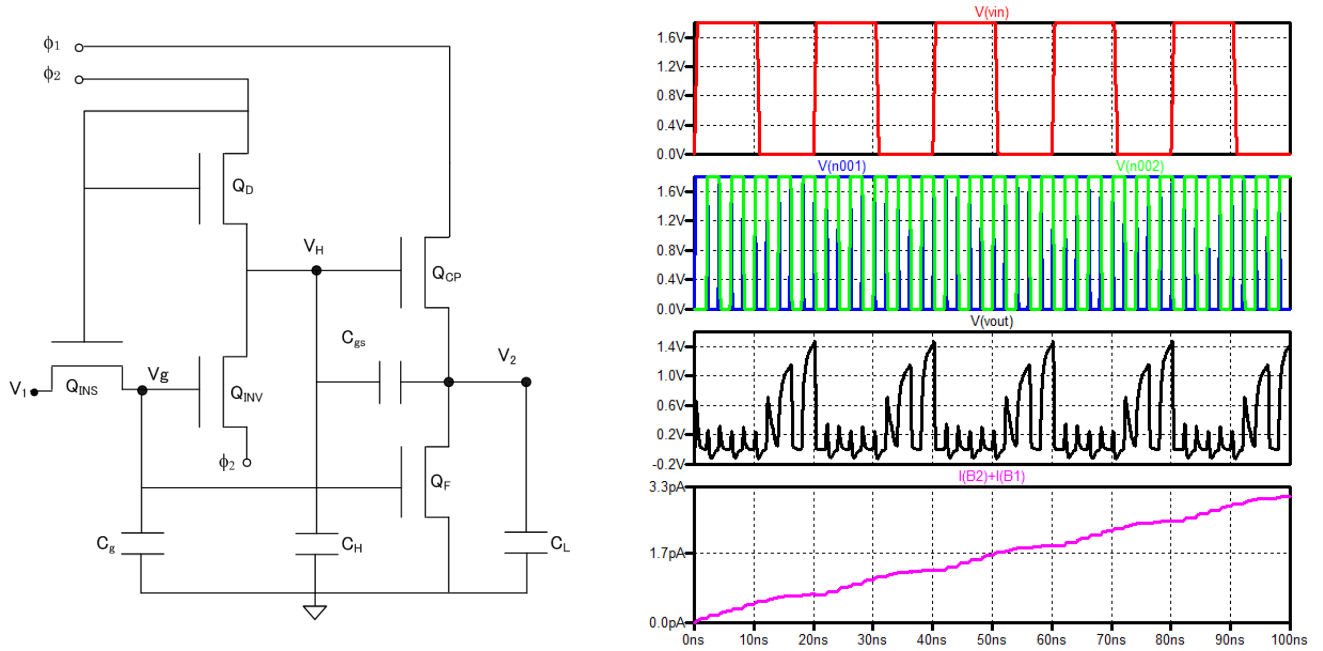 ϕ1
ϕ2
QD
VH
QCP
Cgs
V2
V1
QINS
Vg
QINV
ϕ2
QF
Cg
CH
CL
V(vin)
1.6V
1.2V
0.8V
0.4V
0.0V
V(n001) V(n002)
1.6V
1.2V
0.8V
0.4V
0.0V
V(vout)
1.4V
1.0V
0.6V
0.2V
-0.2V
I(B2)+I(B1)
3.3pA
1.7pA
0.0pA
0ns 10ns 20ns 30ns 40ns 50ns 60ns 70ns 80ns 90ns 100ns